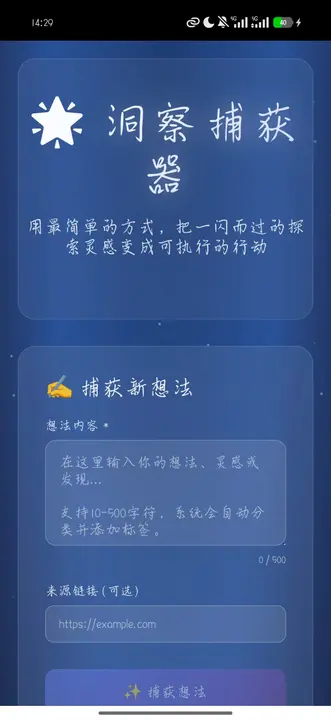 14:29
4G
4G
40
🌟 洞察捕获
器
用最简单的方式，把一闪而过的探
索灵感变成可执行的行动
✍️ 捕获新想法
想法内容 *
在这里输入你的想法、灵感或
发现...
支持10-500字符，系统会自动分
类并添加标签。
0 / 500
来源链接 (可选)
https://example.com
✨ 捕获想法